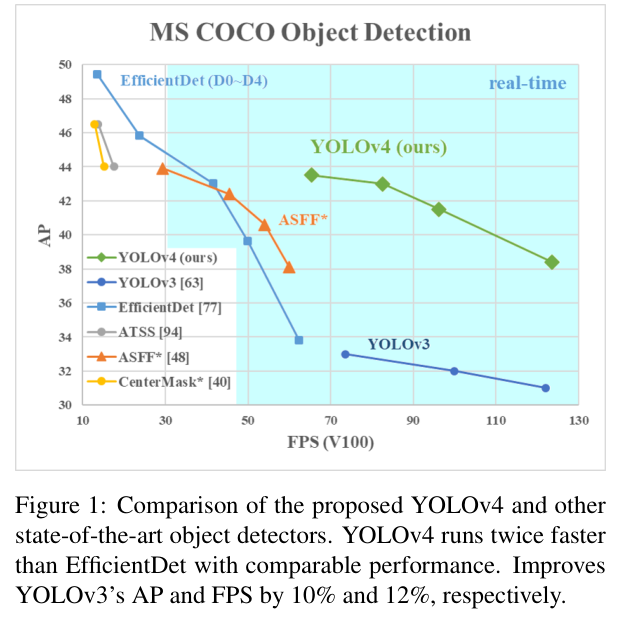 MS COCO Object Detection
50
48
46
44
42
40
38
36
34
32
30
AP
EfficientDet (D0~D4)
real-time
YOLOv4 (ours)
ASFF*
YOLOv3
YOLOv4 (ours)
YOLOv3 [63]
EfficientDet [77]
ATSS [94]
ASFF* [48]
CenterMask* [40]
10 30 50 70 90 110 130
FPS (V100)
Figure 1: Comparison of the proposed YOLOv4 and other
state-of-the-art object detectors. YOLOv4 runs twice faster
than EfficientDet with comparable performance. Improves
YOLOv3's AP and FPS by 10% and 12%, respectively.